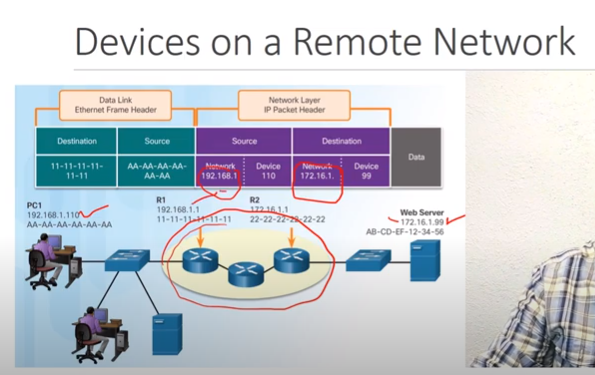 Devices on a Remote Network
Data Link
Ethernet Frame Header
Network Layer
IP Packet Header
Destination
Source
Source
Destination
Data
11-11-11-11-
11-11
AA-AA-AA-AA-
AA-AA
Network
192.168.1.
Device
110
Network
172.16.1.
Device
99
PC1
192.168.1.110
AA-AA-AA-AA-AA-AA
R1
192.168.1.1
11-11-11-11-11-11
R2
172.16.1.1
22-22-22-22-22-22
Web Server
172.16.1.99
AB-CD-EF-12-34-56